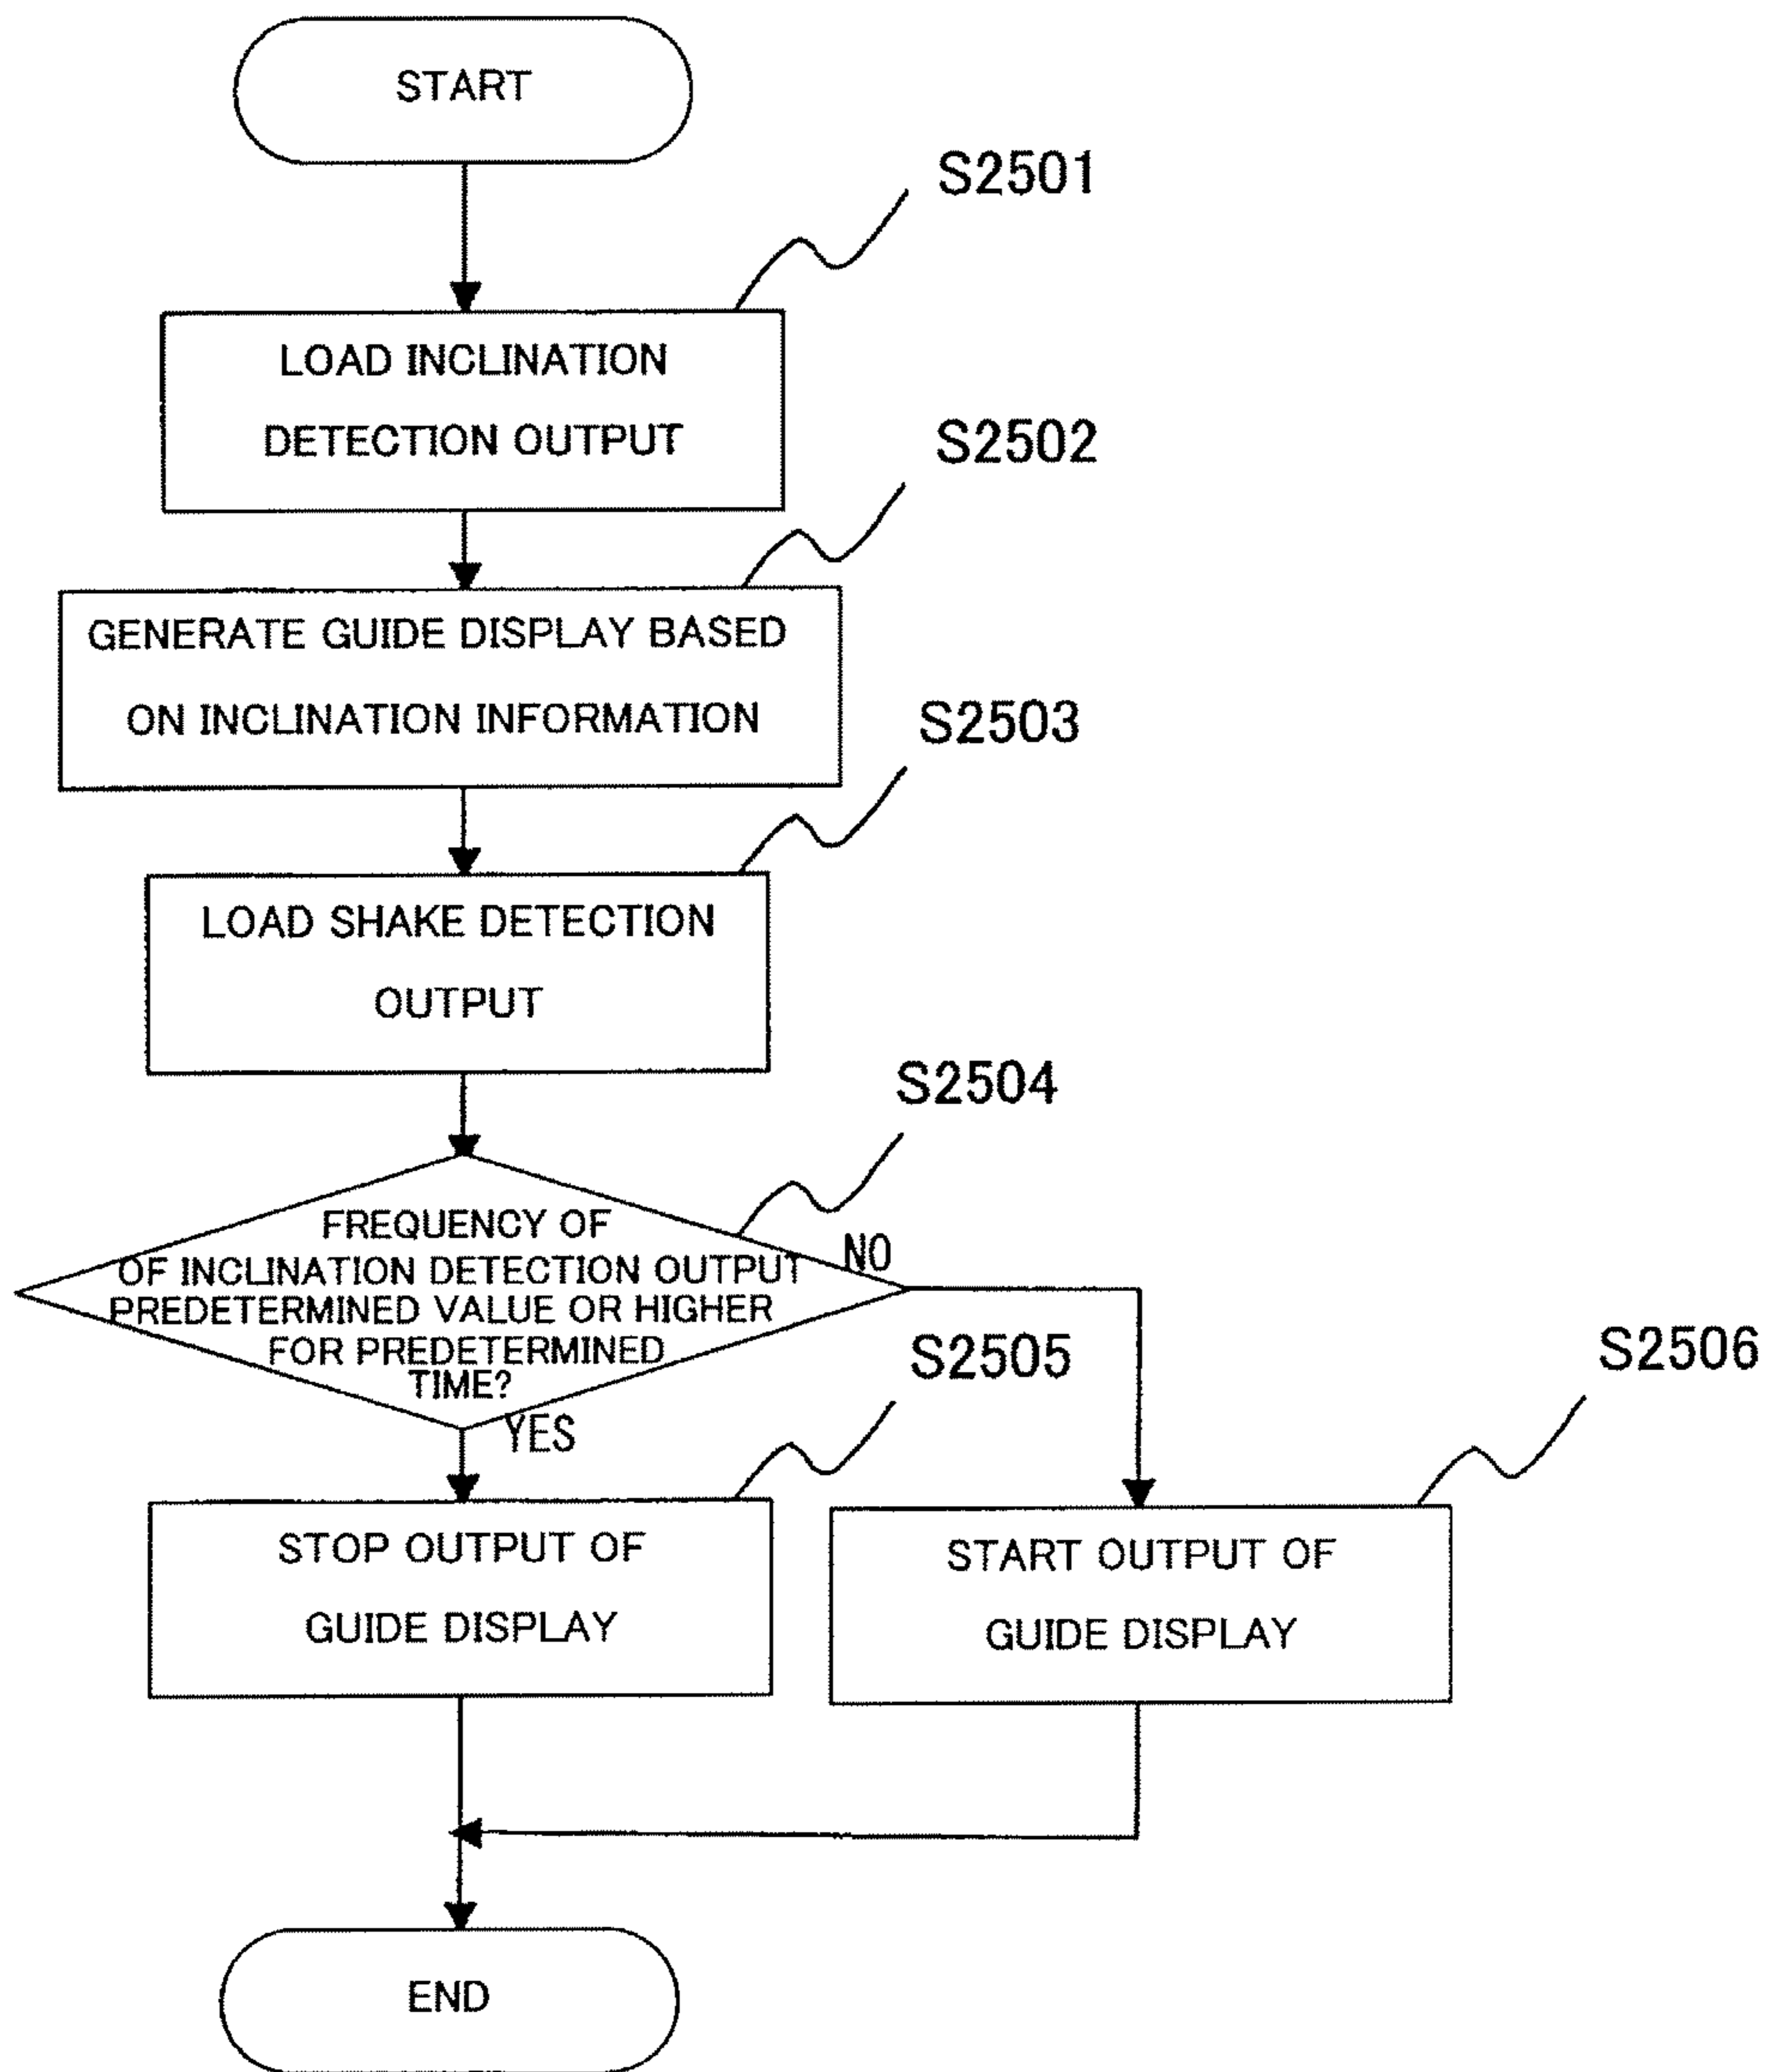 START
S2501
LOAD INCLINATION
DETECTION OUTPUT
S2502
GENERATE GUIDE DISPLAY BASED
ON INCLINATION INFORMATION
S2503
LOAD SHAKE DETECTION
OUTPUT
S2504
FREQUENCY OF
OF INCLINATION DETECTION OUTPUT
PREDETERMINED VALUE OR HIGHER
FOR PREDETERMINED
TIME?
NO
YES
S2505
STOP OUTPUT OF
GUIDE DISPLAY
S2506
START OUTPUT OF
GUIDE DISPLAY
END